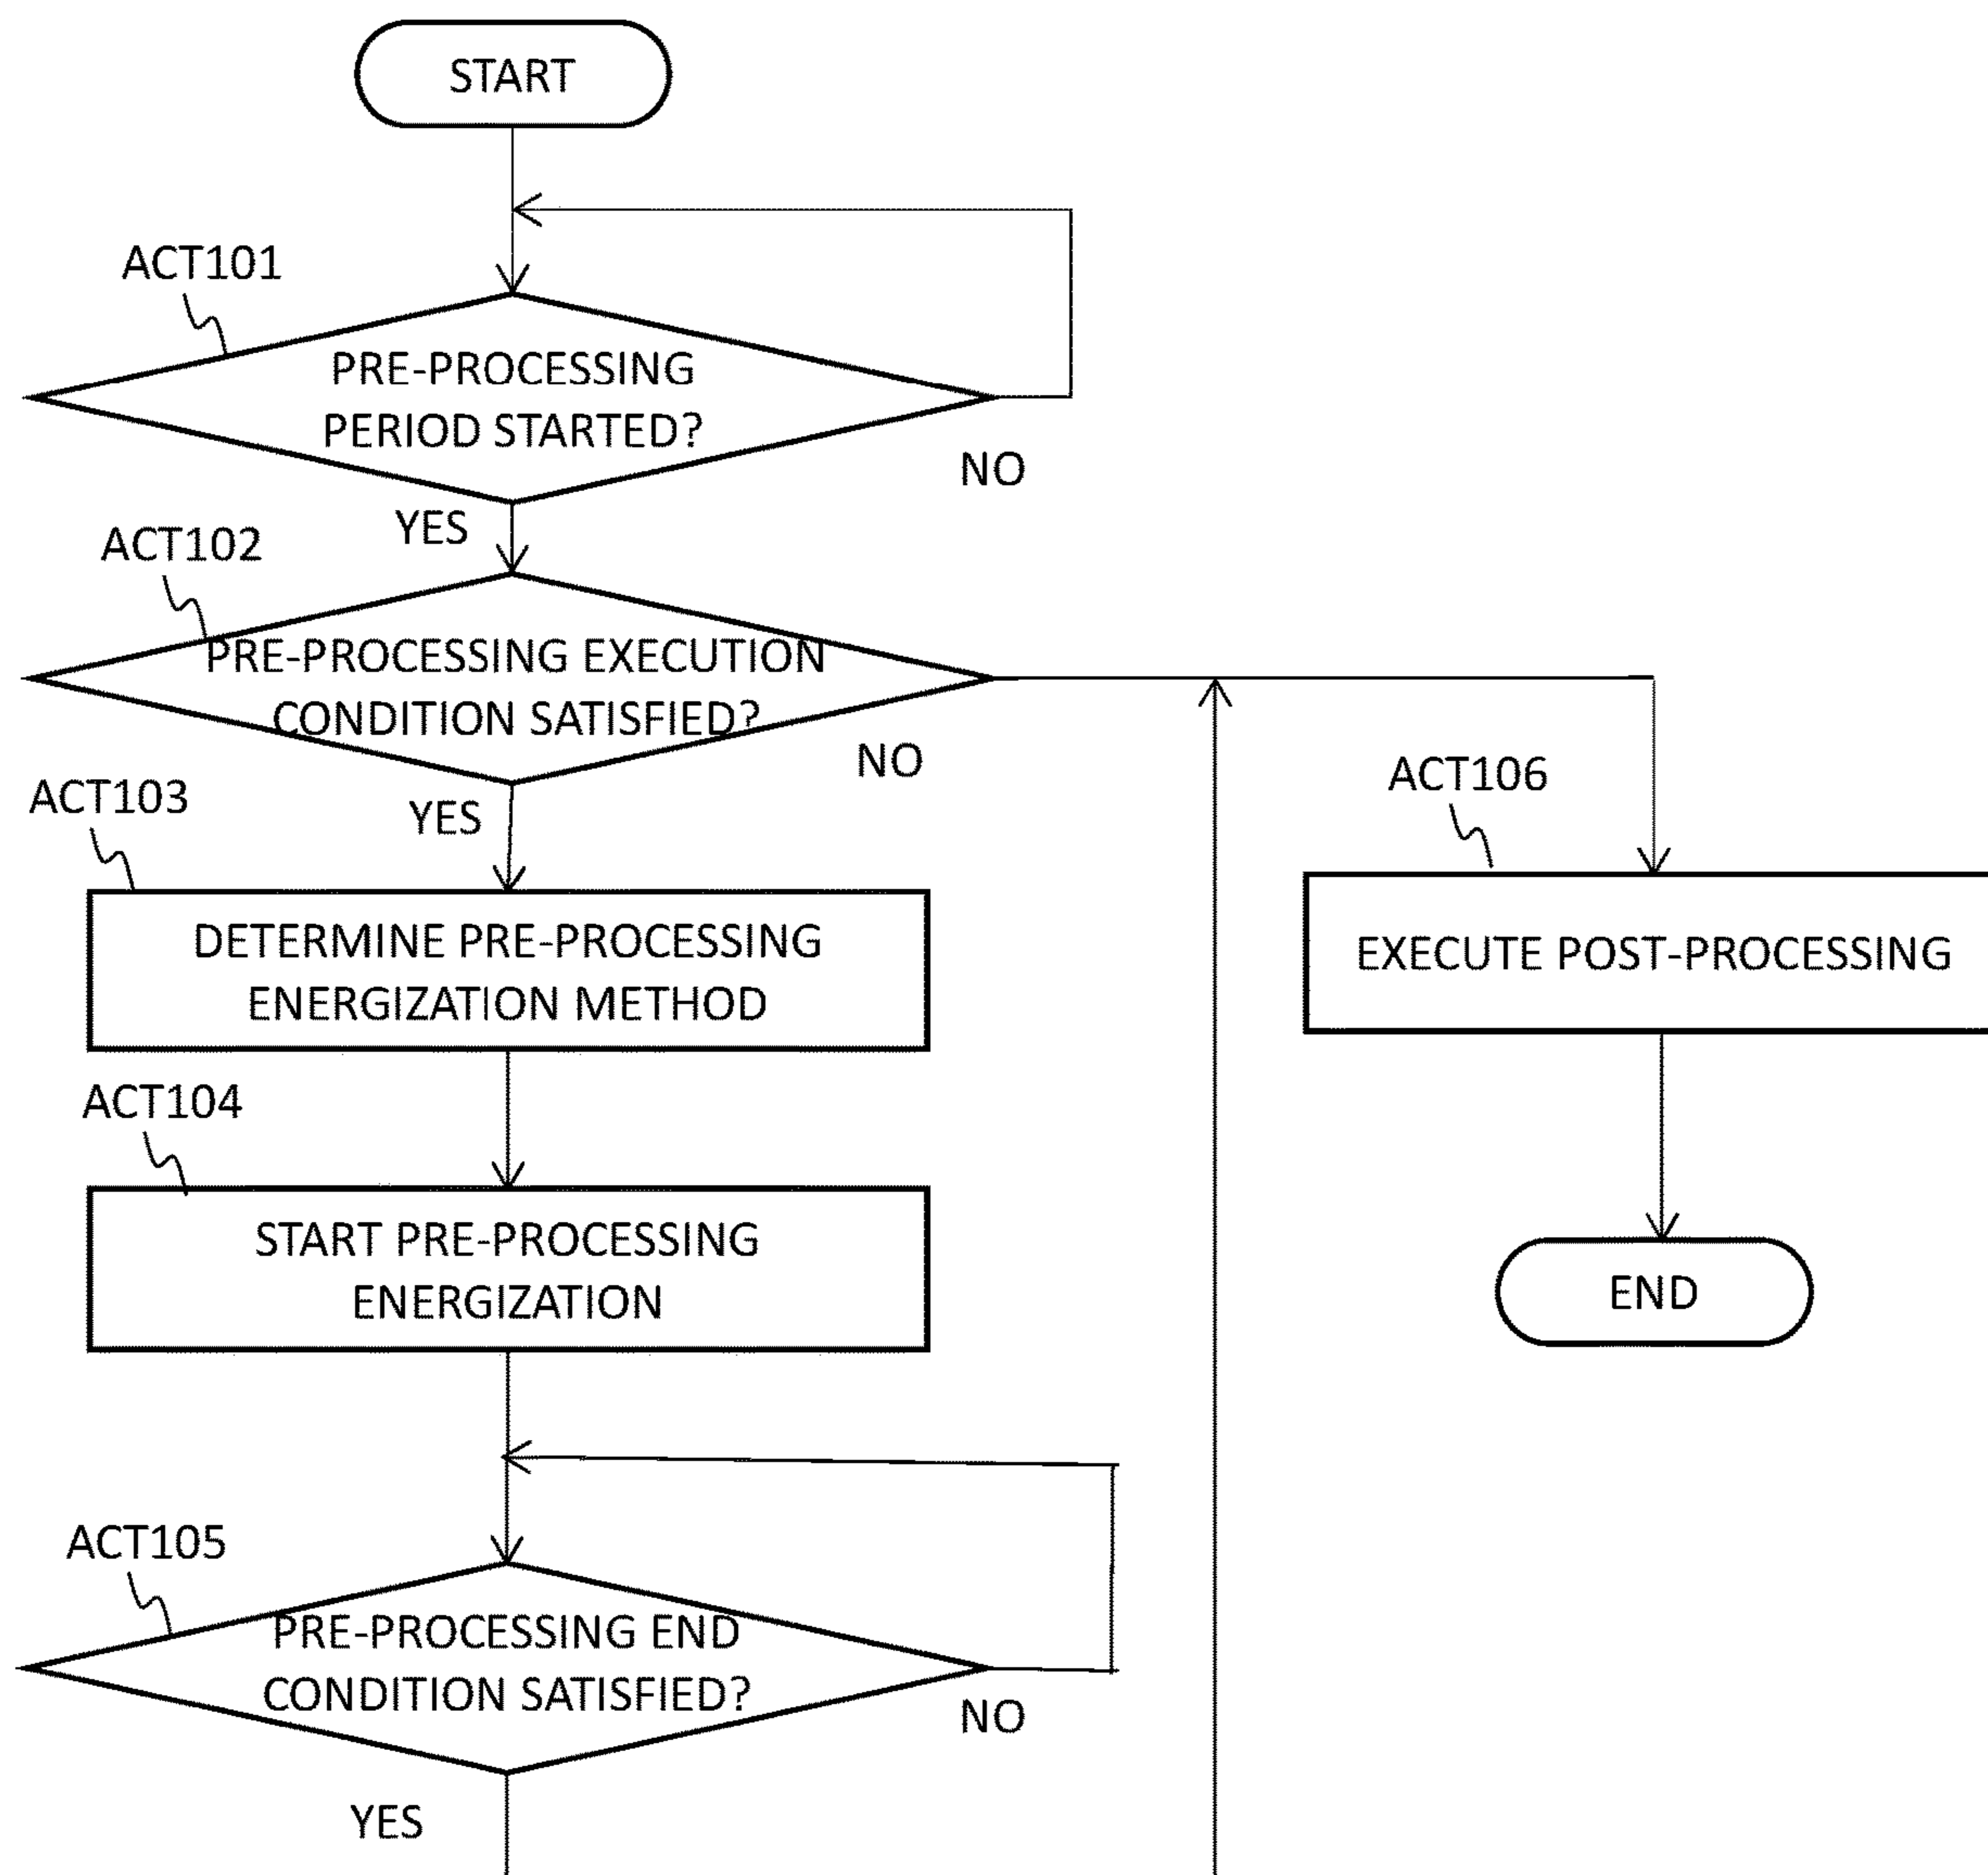 START
ACT101
PRE-PROCESSING
PERIOD STARTED?
NO
YES
ACT102
PRE-PROCESSING EXECUTION
CONDITION SATISFIED?
NO
YES
ACT103
DETERMINE PRE-PROCESSING
ENERGIZATION METHOD
ACT104
START PRE-PROCESSING
ENERGIZATION
ACT105
PRE-PROCESSING END
CONDITION SATISFIED?
NO
YES
ACT106
EXECUTE POST-PROCESSING
END